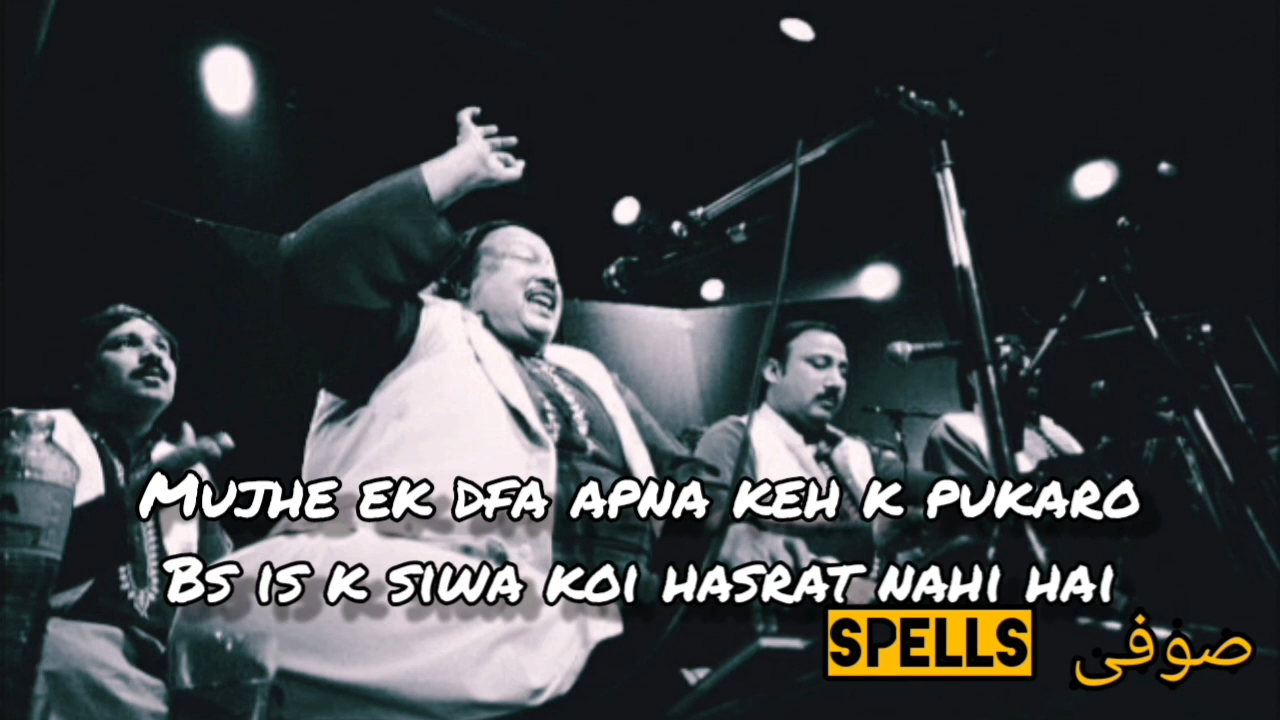 Mujhe ek dfa apna keh k pukaro
Bs is k siwa koi hasrat nahi hai
SPELLS صوفی